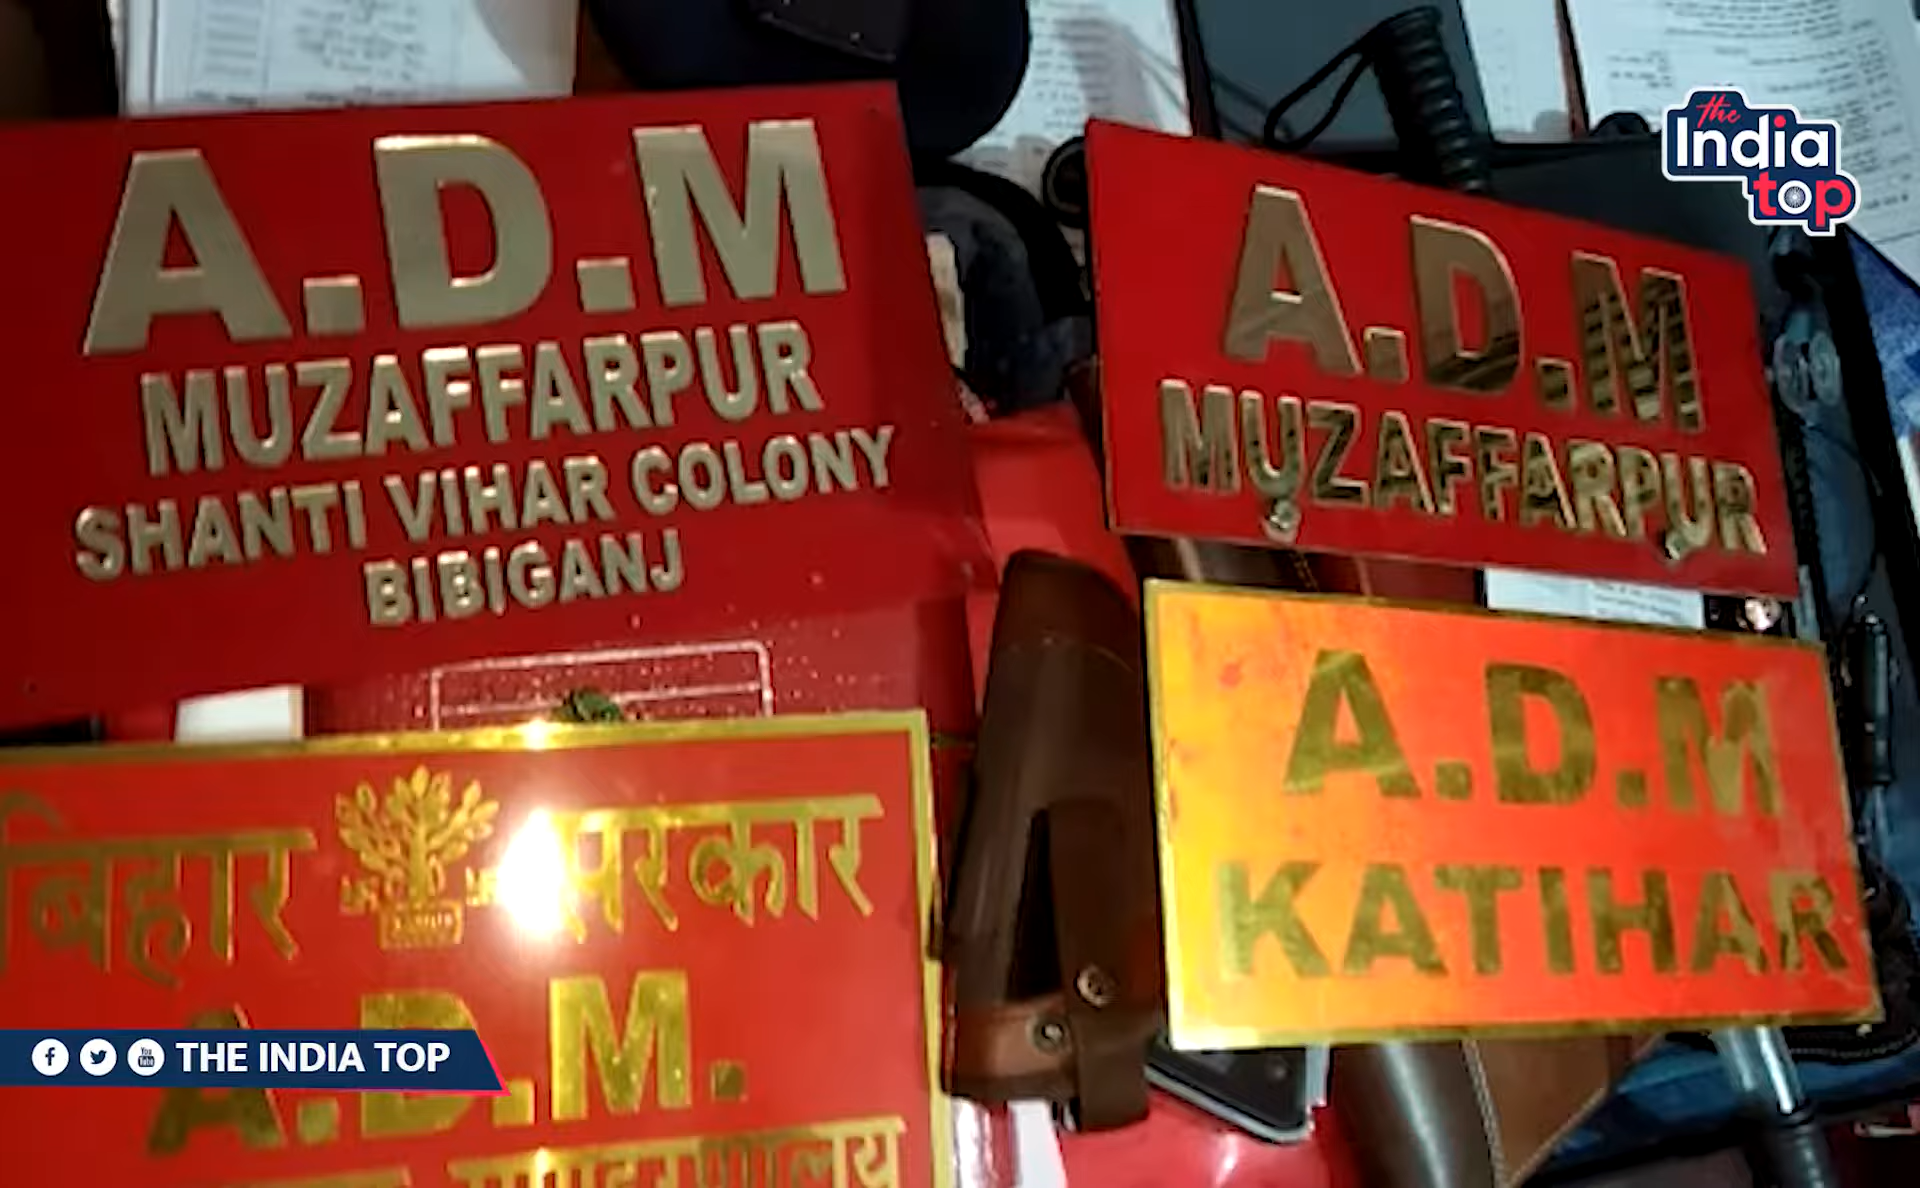 A.D.M
MUZAFFARPUR
SHANTI VIHAR COLONY
BIBIGANJ
A.D.M
MUZAFFARPUR
A.D.M
KATIHAR
बिहार सरकार
A.D.M.
the
India
top
THE INDIA TOP